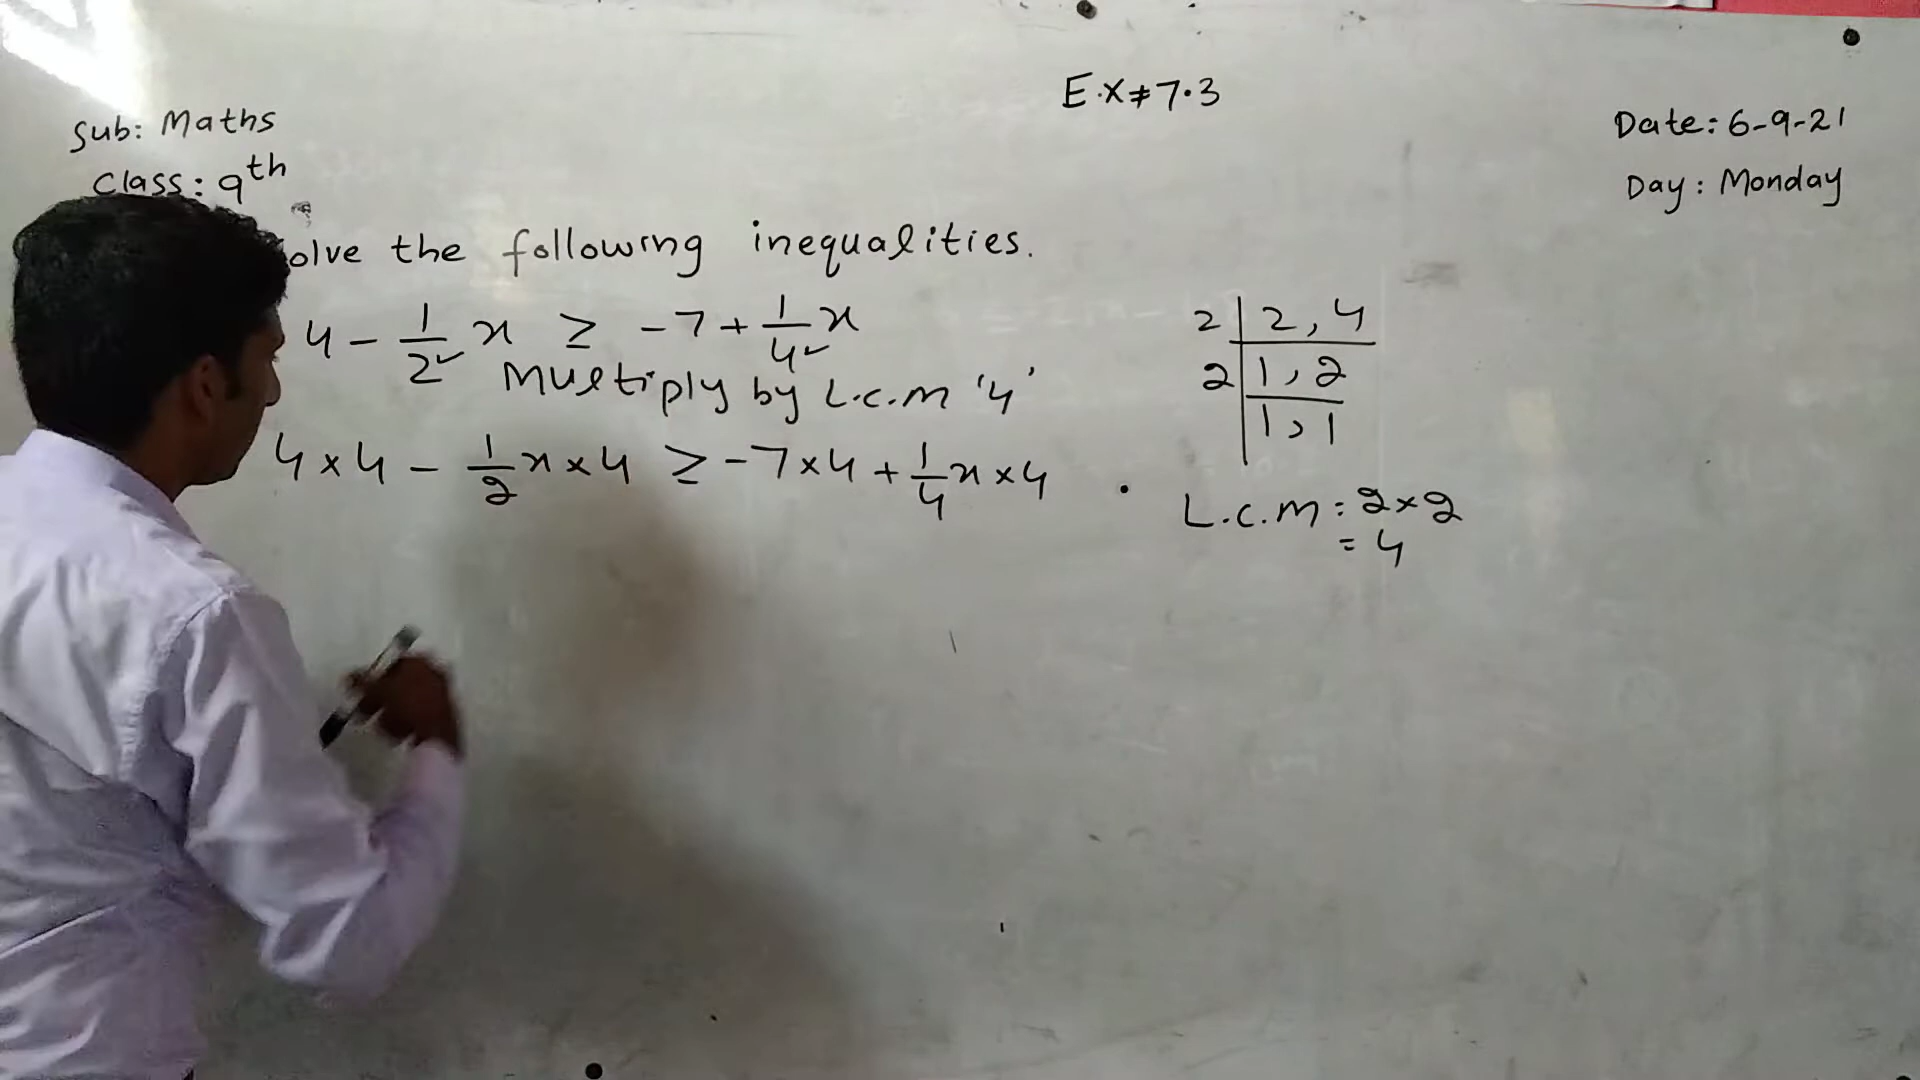 E.X≠7.3
Sub: Maths
Class: 9th
Date: 6-9-21
Day: Monday
olve the following inequalities.
4 - 1/2 x ≥ -7 + 1/4 x
Multiply by L.c.m '4'
4 × 4 - 1/2 x × 4 ≥ -7 × 4 + 1/4 x × 4
2 | 2, 4
2 | 1, 2
1, 1
L.c.m = 2×2
= 4